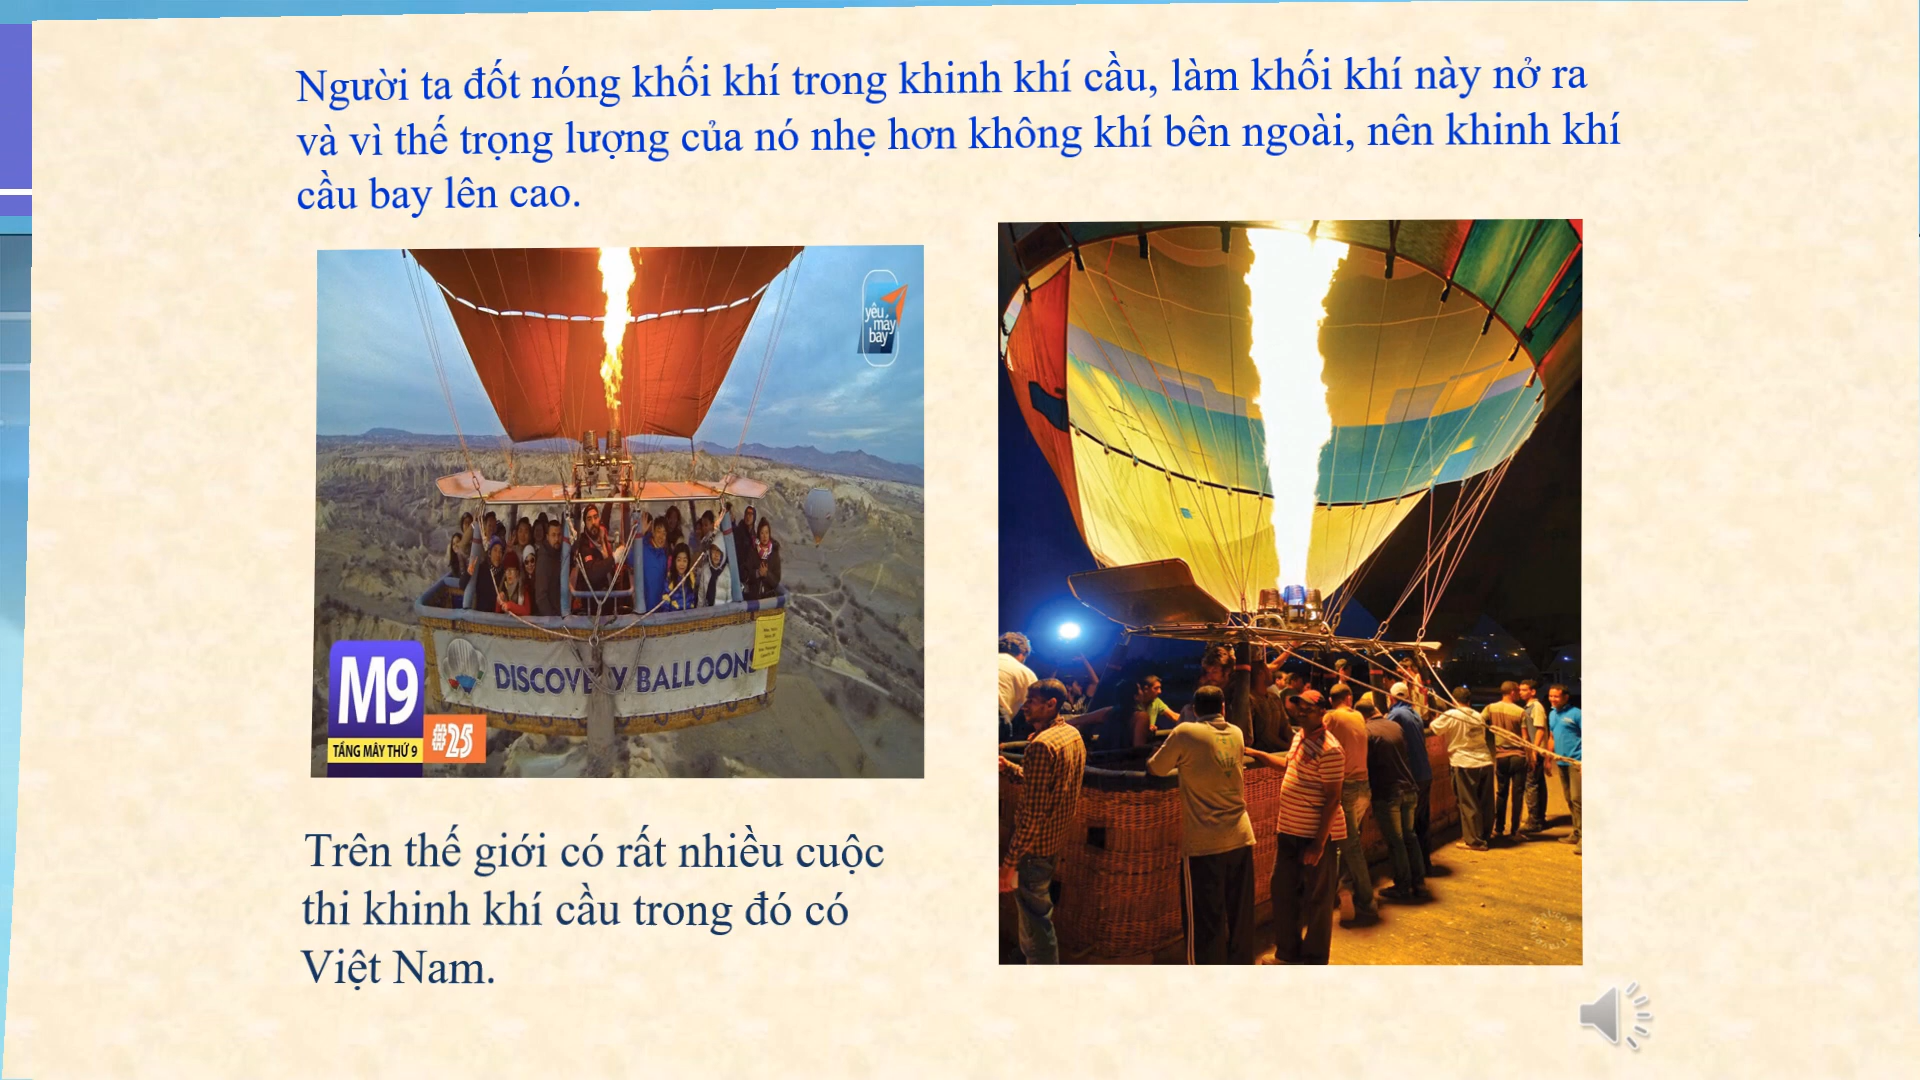 Người ta đốt nóng khối khí trong khinh khí cầu, làm khối khí này nở ra
và vì thế trọng lượng của nó nhẹ hơn không khí bên ngoài, nên khinh khí
cầu bay lên cao.
yêu
máy
bay
DISCOVERY BALLOONS
M9
#25
TẦNG MÂY THỨ 9
Trên thế giới có rất nhiều cuộc
thi khinh khí cầu trong đó có
Việt Nam.